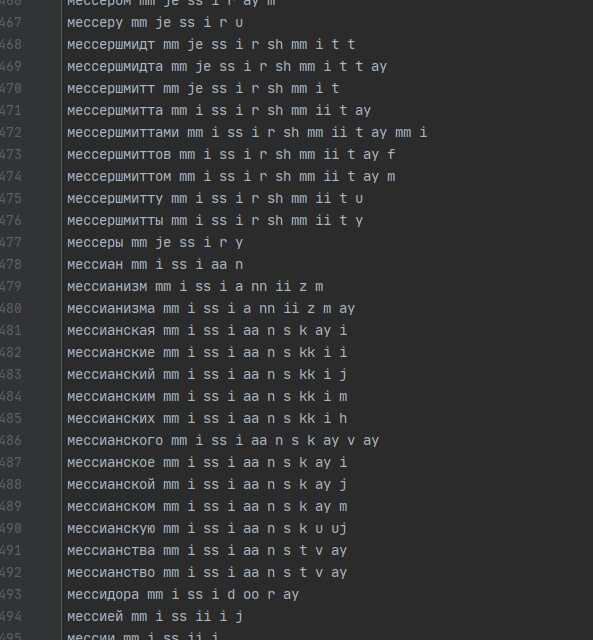 466 мессером mm je ss i r ay m
467 мессеру mm je ss i r u
468 мессершмидт mm je ss i r sh mm i t t
469 мессершмидта mm je ss i r sh mm i t t ay
470 мессершмитт mm je ss i r sh mm i t
471 мессершмитта mm i ss i r sh mm ii t ay
472 мессершмиттами mm i ss i r sh mm ii t ay mm i
473 мессершмиттов mm i ss i r sh mm ii t ay f
474 мессершмиттом mm i ss i r sh mm ii t ay m
475 мессершмитту mm i ss i r sh mm ii t u
476 мессершмитты mm i ss i r sh mm ii t y
477 мессеры mm je ss i r y
478 мессиан mm i ss i aa n
479 мессианизм mm i ss i a nn ii z m
480 мессианизма mm i ss i a nn ii z m ay
481 мессианская mm i ss i aa n s k ay i
482 мессианские mm i ss i aa n s kk i i
483 мессианский mm i ss i aa n s kk i j
484 мессианским mm i ss i aa n s kk i m
485 мессианских mm i ss i aa n s kk i h
486 мессианского mm i ss i aa n s k ay v ay
487 мессианское mm i ss i aa n s k ay i
488 мессианской mm i ss i aa n s k ay j
489 мессианском mm i ss i aa n s k ay m
490 мессианскую mm i ss i aa n s k u uj
491 мессианства mm i ss i aa n s t v ay
492 мессианство mm i ss i aa n s t v ay
493 мессидора mm i ss i d oo r ay
494 мессией mm i ss ii i j
495 мессии mm i ss ii i